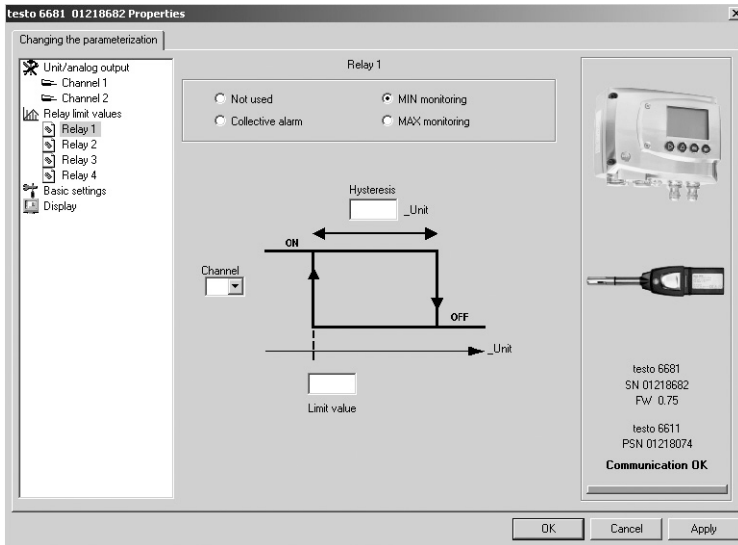 testo 6681 01218682 Properties
Changing the parameterization
Unit/analog output
Channel 1
Channel 2
Relay limit values
Relay 1
Relay 2
Relay 3
Relay 4
Basic settings
Display
Relay 1
Not used
MIN monitoring
Collective alarm
MAX monitoring
Hysteresis
_Unit
ON
Channel
OFF
_Unit
Limit value
testo 6681
SN 01218682
FW 0.75
testo 6611
PSN 01218074
Communication OK
OK
Cancel
Apply